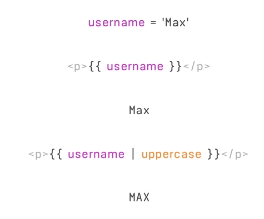 username = 'Max'
<p>{{ username }}</p>
Max
<p>{{ username | uppercase }}</p>
MAX